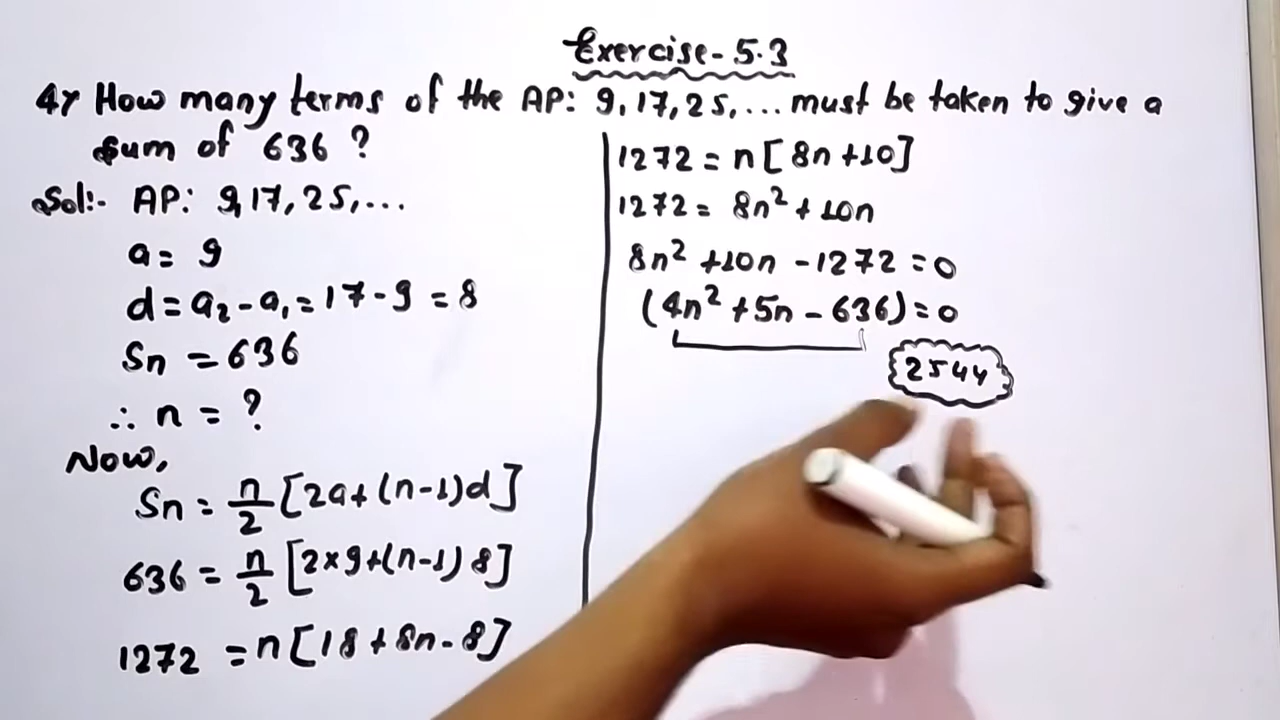 Exercise-5.3
4) How many terms of the AP: 9, 17, 25, ... must be taken to give a
sum of 636 ?
Sol:- AP: 9, 17, 25, ...
a = 9
d = a₂ - a₁ = 17 - 9 = 8
Sn = 636
∴ n = ?
Now,
Sn = n/2 [2a + (n-1)d]
636 = n/2 [2×9+(n-1) 8]
1272 = n[18 + 8n - 8]
1272 = n[8n +10]
1272 = 8n² + 10n
8n² +10n - 1272 = 0
(4n² + 5n - 636) = 0
2544